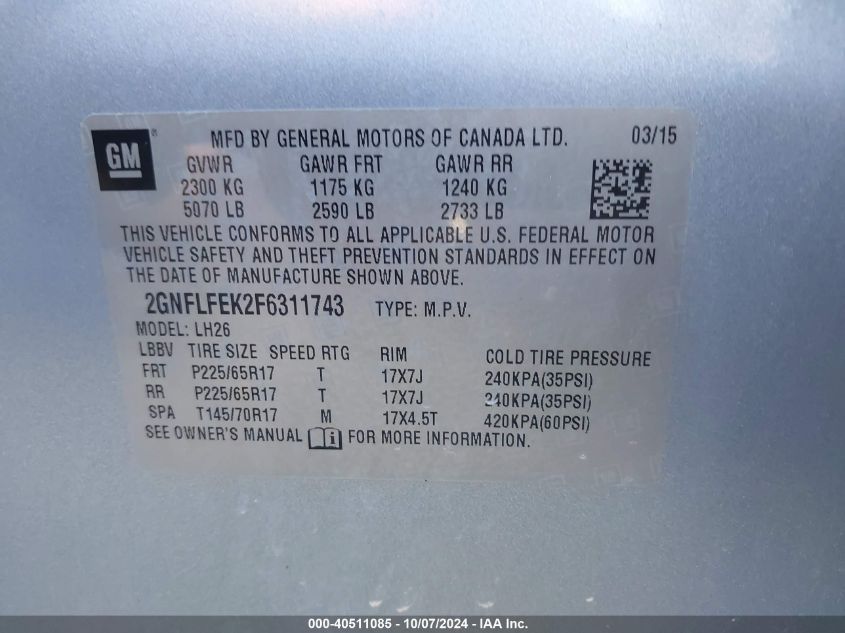 GM ® MFD BY GENERAL MOTORS OF CANADA LTD. 03/15
GVWR GAWR FRT GAWR RR
2300 KG 1175 KG 1240 KG
5070 LB 2590 LB 2733 LB
THIS VEHICLE CONFORMS TO ALL APPLICABLE U.S. FEDERAL MOTOR
VEHICLE SAFETY AND THEFT PREVENTION STANDARDS IN EFFECT ON
THE DATE OF MANUFACTURE SHOWN ABOVE.
2GNFLFEK2F6311743 TYPE: M.P.V.
MODEL: LH26
LBBV TIRE SIZE SPEED RTG RIM COLD TIRE PRESSURE
FRT P225/65R17 T 17X7J 240KPA(35PSI)
RR P225/65R17 T 17X7J 240KPA(35PSI)
SPA T145/70R17 M 17X4.5T 420KPA(60PSI)
SEE OWNER'S MANUAL i FOR MORE INFORMATION.
000-40511085 - 10/07/2024 - IAA Inc.